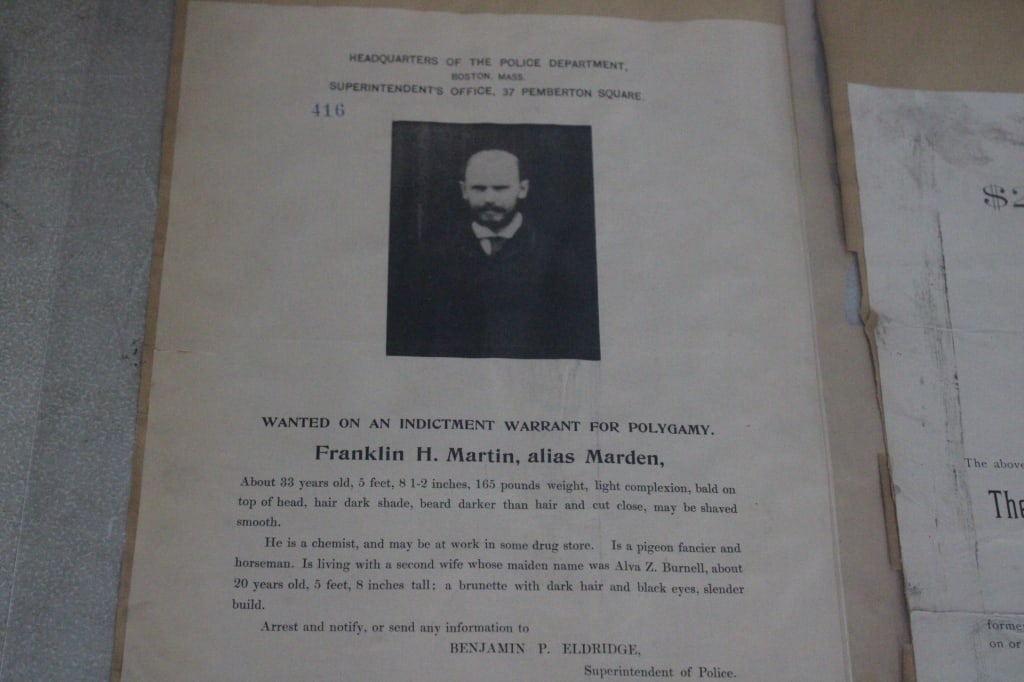 HEADQUARTERS OF THE POLICE DEPARTMENT,
BOSTON, MASS.
SUPERINTENDENT'S OFFICE, 37 PEMBERTON SQUARE.
416
WANTED ON AN INDICTMENT WARRANT FOR POLYGAMY.
Franklin H. Martin, alias Marden,
About 33 years old, 5 feet, 8 1-2 inches, 165 pounds weight, light complexion, bald on
top of head, hair dark shade, beard darker than hair and cut close, may be shaved
smooth.
He is a chemist, and may be at work in some drug store. Is a pigeon fancier and
horseman. Is living with a second wife whose maiden name was Alva Z. Burnell, about
20 years old, 5 feet, 8 inches tall; a brunette with dark hair and black eyes, slender
build.
Arrest and notify, or send any information to
BENJAMIN P. ELDRIDGE,
Superintendent of Police.
$2
The above
The
on or